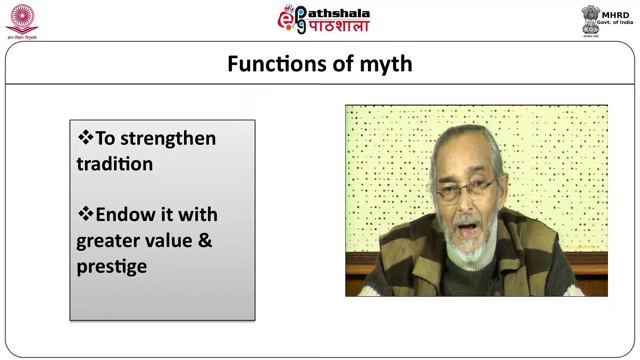 Pathshala
पाठशाला
MHRD
Govt. of India
Functions of myth
❖To strengthen
tradition
❖Endow it with
greater value &
prestige